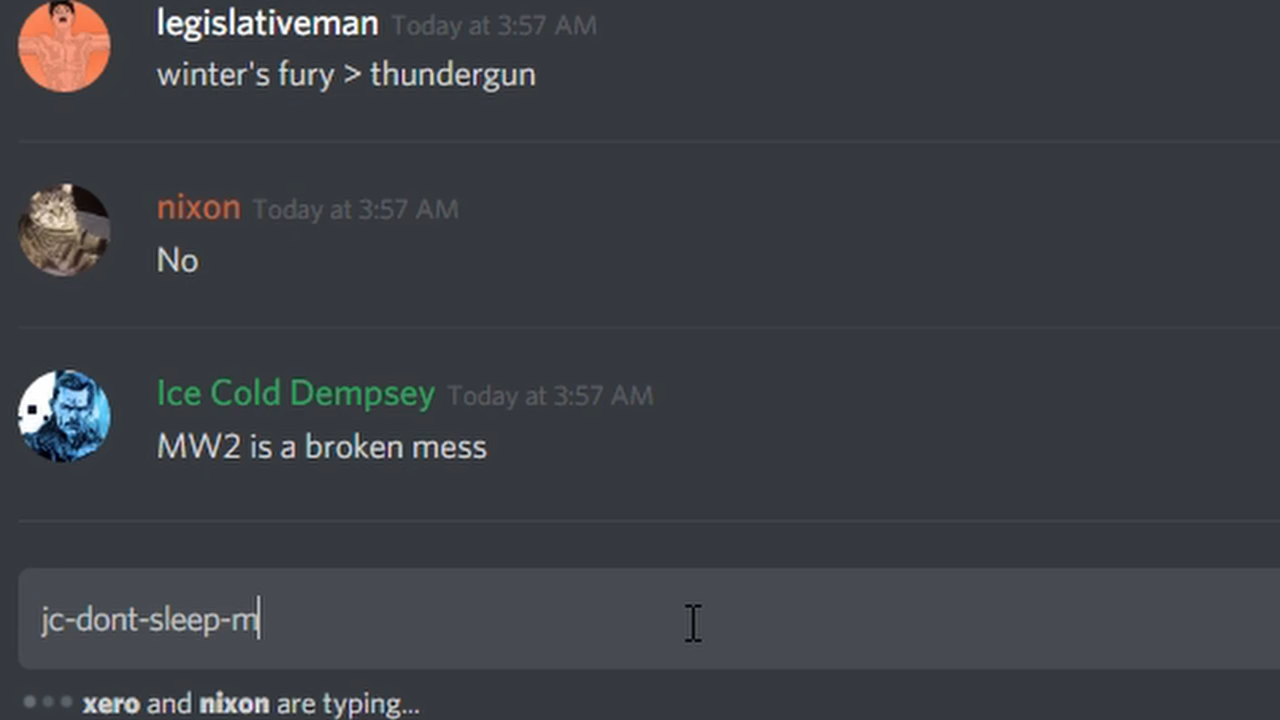 legislativeman Today at 3:57 AM
winter's fury > thundergun
nixon Today at 3:57 AM
No
Ice Cold Dempsey Today at 3:57 AM
MW2 is a broken mess
jc-dont-sleep-m
xero and nixon are typing...